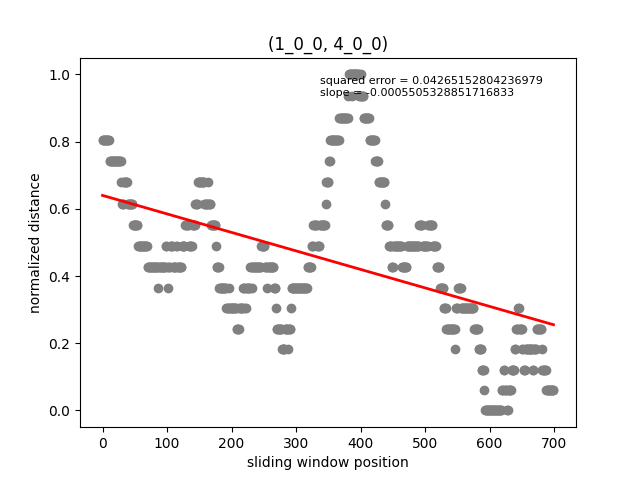 (1_0_0, 4_0_0)
squared error = 0.04265152804236979
slope = -0.0005505328851716833
normalized distance
1.0
0.8
0.6
0.4
0.2
0.0
0 100 200 300 400 500 600 700
sliding window position